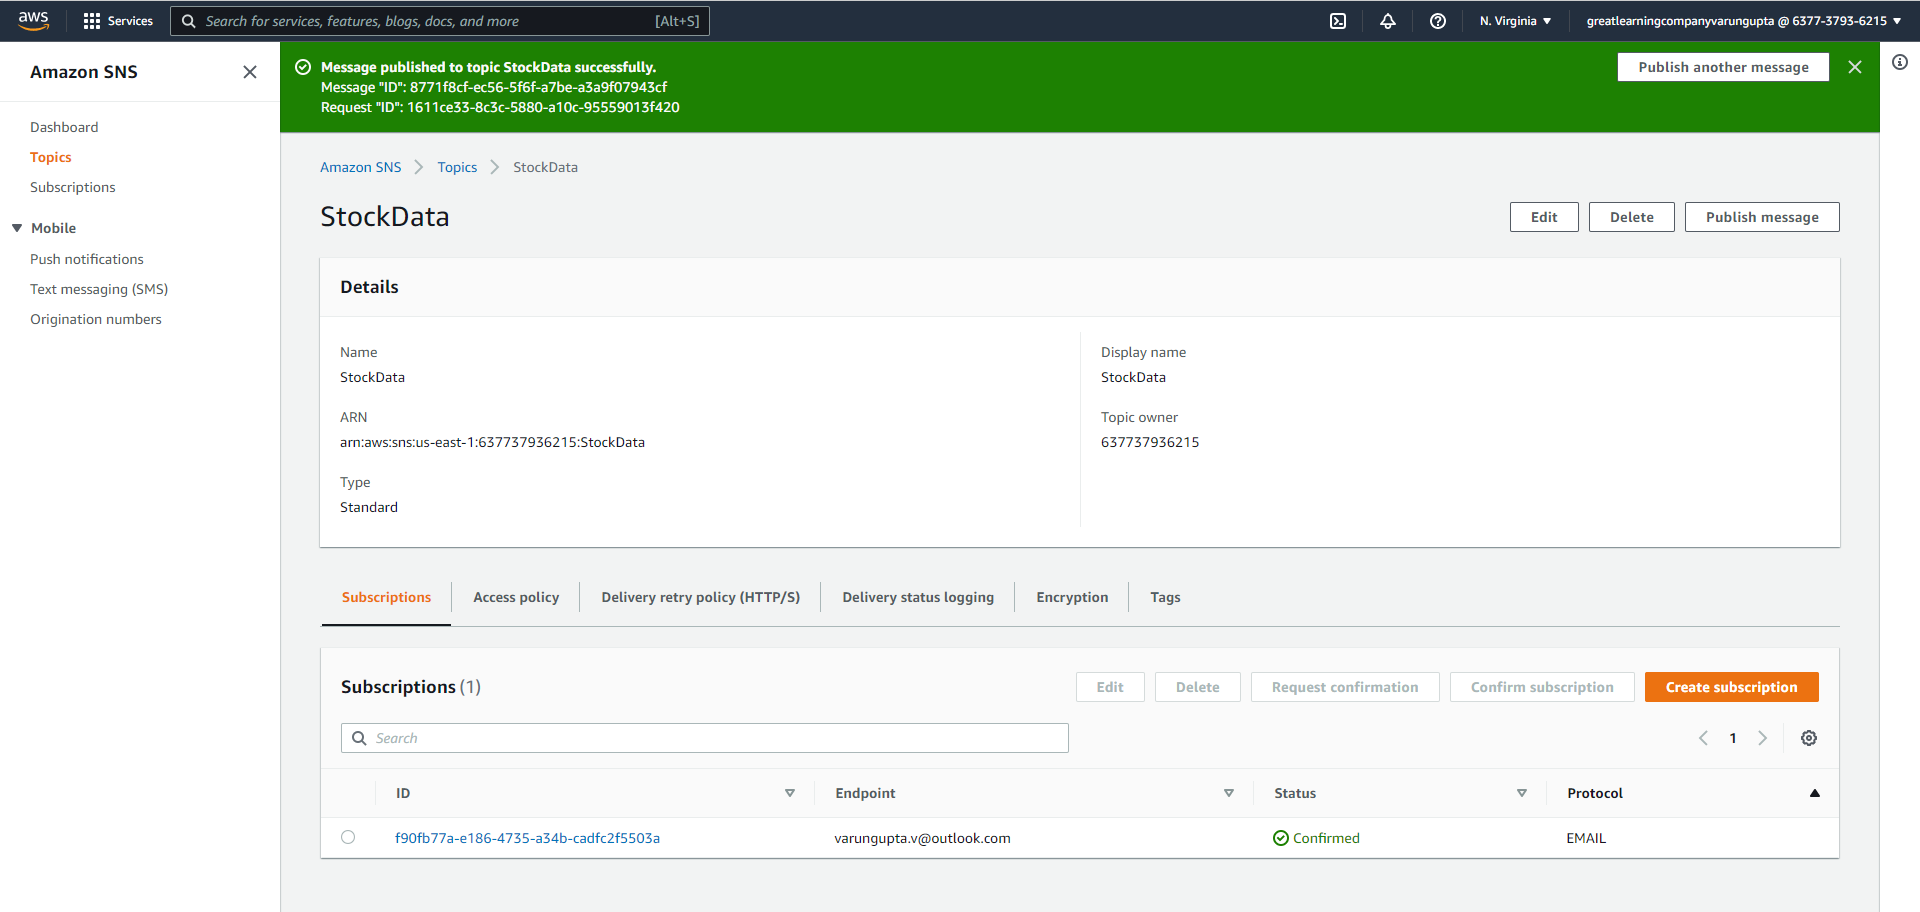 aws
Services
Search for services, features, blogs, docs, and more
[Alt+S]
N. Virginia
greatlearningcompanyvarungupta @ 6377-3793-6215
Amazon SNS
Dashboard
Topics
Subscriptions
Mobile
Push notifications
Text messaging (SMS)
Origination numbers
Message published to topic StockData successfully.
Message "ID": 8771f8cf-ec56-5f6f-a7be-a3a9f07943cf
Request "ID": 1611ce33-8c3c-5880-a10c-95559013f420
Publish another message
Amazon SNS
Topics
StockData
StockData
Edit
Delete
Publish message
Details
Name
StockData
ARN
arn:aws:sns:us-east-1:637737936215:StockData
Type
Standard
Display name
StockData
Topic owner
637737936215
Subscriptions
Access policy
Delivery retry policy (HTTP/S)
Delivery status logging
Encryption
Tags
Subscriptions (1)
Edit
Delete
Request confirmation
Confirm subscription
Create subscription
Search
1
ID
Endpoint
Status
Protocol
f90fb77a-e186-4735-a34b-cadfc2f5503a
varungupta.v@outlook.com
Confirmed
EMAIL